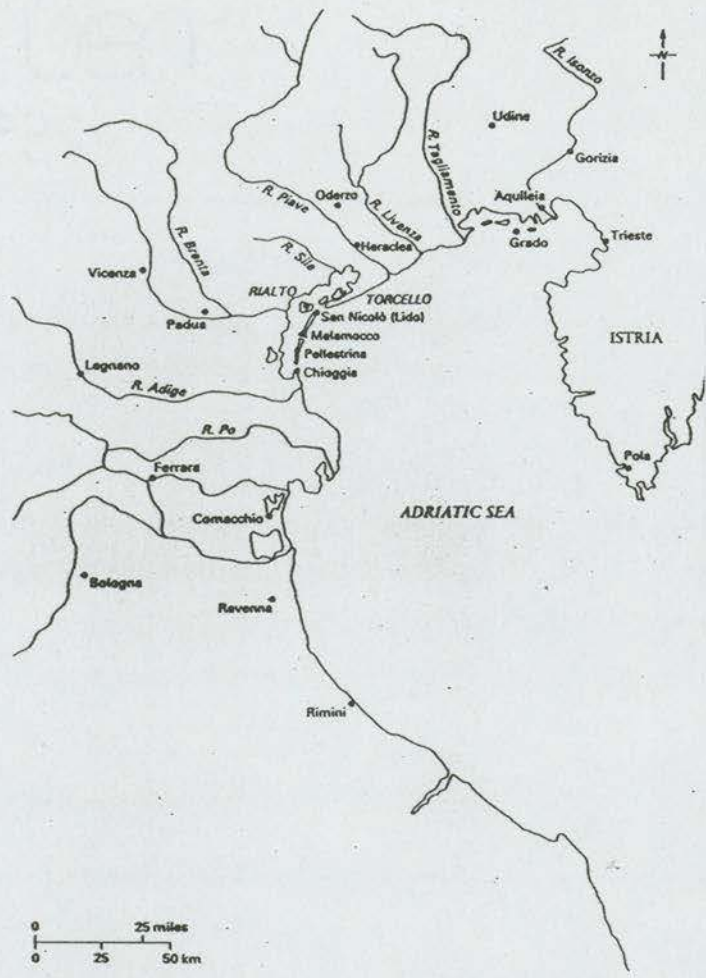 N
R. Isonzo
Udine
R. Tagliamento
Gorizia
Aquileia
Oderzo
R. Piave
R. Livenza
Grado
Heraclea
Trieste
R. Brenta
R. Sile
Vicenza
RIALTO
TORCELLO
San Nicolò (Lido)
Padua
Malamocco
ISTRIA
Pellestrina
Legnano
Chioggia
R. Adige
R. Po
Pola
Ferrara
ADRIATIC SEA
Comacchio
Bologna
Ravenna
Rimini
0 25 miles
0 25 50 km